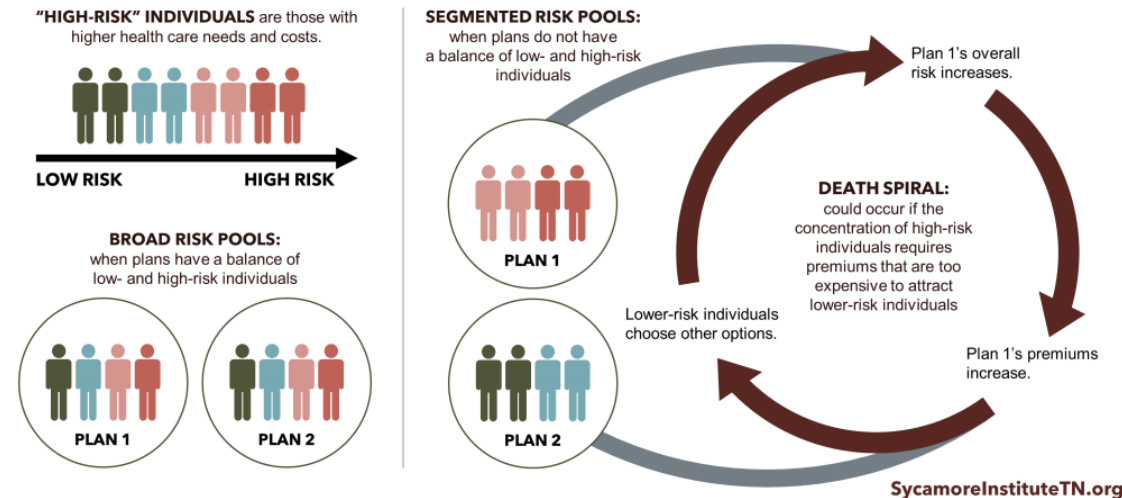 “HIGH-RISK” INDIVIDUALS are those with
higher health care needs and costs.
LOW RISK
HIGH RISK
BROAD RISK POOLS:
when plans have a balance of
low- and high-risk individuals
PLAN 1
PLAN 2
SEGMENTED RISK POOLS:
when plans do not have
a balance of low- and high-risk
individuals
PLAN 1
PLAN 2
Plan 1’s overall
risk increases.
DEATH SPIRAL:
could occur if the
concentration of high-risk
individuals requires
premiums that are too
expensive to attract
lower-risk individuals
Plan 1’s premiums
increase.
Lower-risk individuals
choose other options.
SycamoreInstituteTN.org